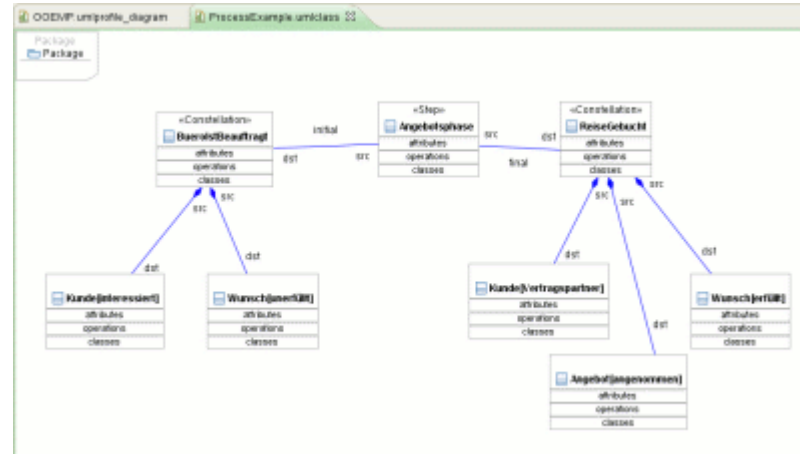 OOEMP.umlprofile_diagram
ProcessExample.umlclass
Package
Package
«Constellation»
BueroIstBeauftragt
attributes
operations
classes
initial
dst
src
«Step»
Angebotsphase
attributes
operations
classes
src
dst
final
«Constellation»
ReiseGebucht
attributes
operations
classes
src
src
src
src
src
dst
dst
dst
dst
dst
Kunde[interessiert]
attributes
operations
classes
Wunsch[unerfüllt]
attributes
operations
classes
Kunde[Vertragspartner]
attributes
operations
classes
Wunsch[erfüllt]
attributes
operations
classes
Angebot[angenommen]
attributes
operations
classes